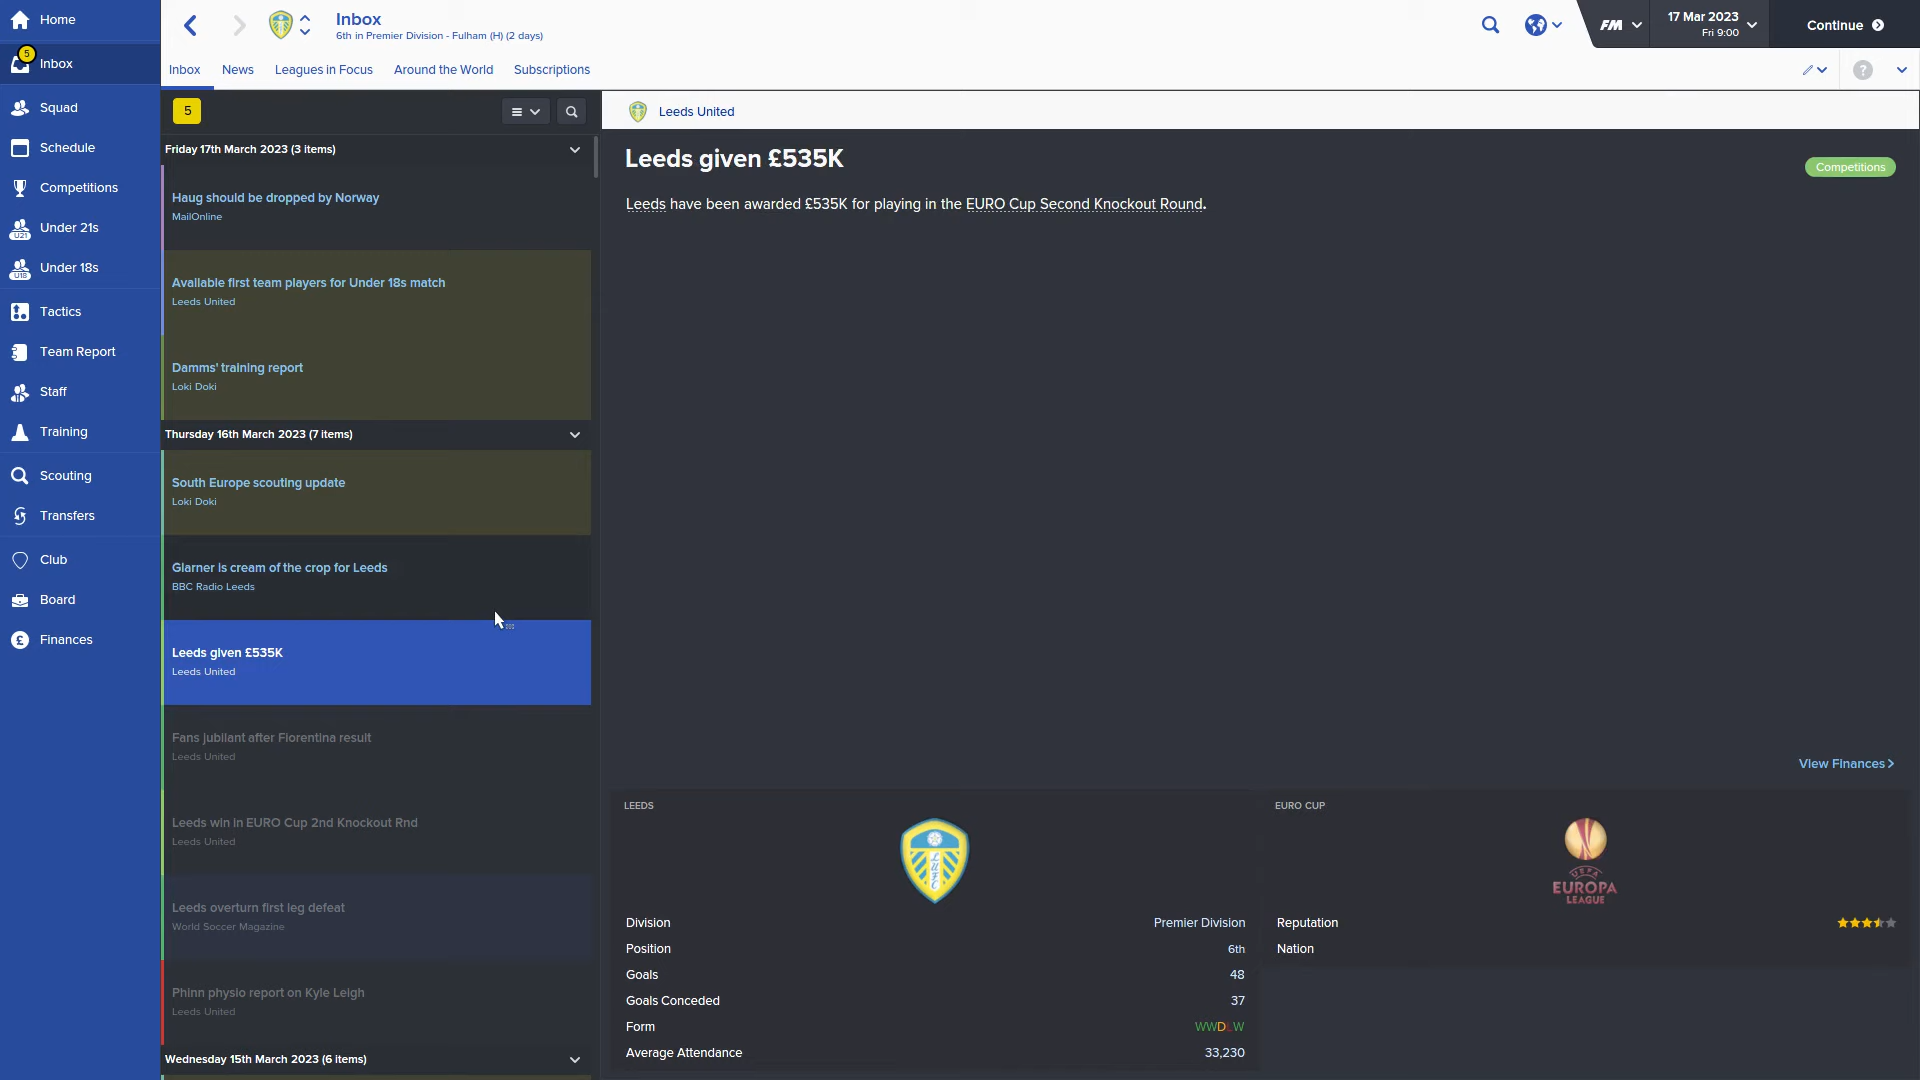 Home
5
Inbox
Squad
Schedule
Competitions
U21
Under 21s
U18
Under 18s
Tactics
Team Report
Staff
Training
Scouting
Transfers
Club
Board
£
Finances
Inbox
6th in Premier Division - Fulham (H) (2 days)
FM
17 Mar 2023
Fri 9:00
Continue
Inbox News Leagues in Focus Around the World Subscriptions
?
5
Friday 17th March 2023 (3 items)
Haug should be dropped by Norway
MailOnline
Available first team players for Under 18s match
Leeds United
Damms' training report
Loki Doki
Thursday 16th March 2023 (7 items)
South Europe scouting update
Loki Doki
Glarner is cream of the crop for Leeds
BBC Radio Leeds
Leeds given £535K
Leeds United
Fans jubilant after Fiorentina result
Leeds United
Leeds win in EURO Cup 2nd Knockout Rnd
Leeds United
Leeds overturn first leg defeat
World Soccer Magazine
Phinn physio report on Kyle Leigh
Leeds United
Wednesday 15th March 2023 (6 items)
Leeds United
Leeds given £535K
Competitions
Leeds have been awarded £535K for playing in the EURO Cup Second Knockout Round.
View Finances
LEEDS
LUFC
Division Premier Division
Position 6th
Goals 48
Goals Conceded 37
Form WWDLW
Average Attendance 33,230
EURO CUP
UEFA
EUROPA
LEAGUE
Reputation
Nation